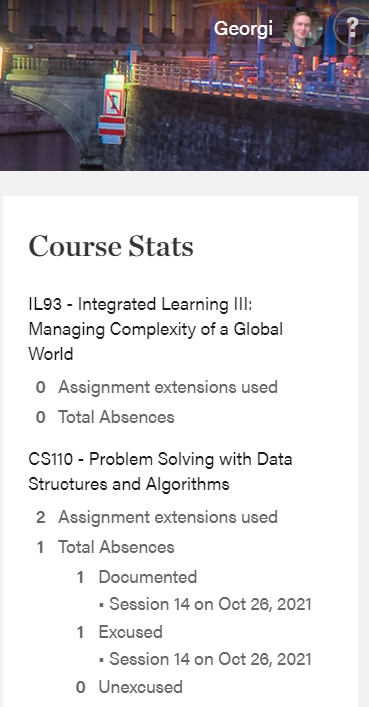 Georgi
?
Course Stats
IL93 - Integrated Learning III:
Managing Complexity of a Global
World
0 Assignment extensions used
0 Total Absences
CS110 - Problem Solving with Data
Structures and Algorithms
2 Assignment extensions used
1 Total Absences
1 Documented
▪ Session 14 on Oct 26, 2021
1 Excused
▪ Session 14 on Oct 26, 2021
0 Unexcused